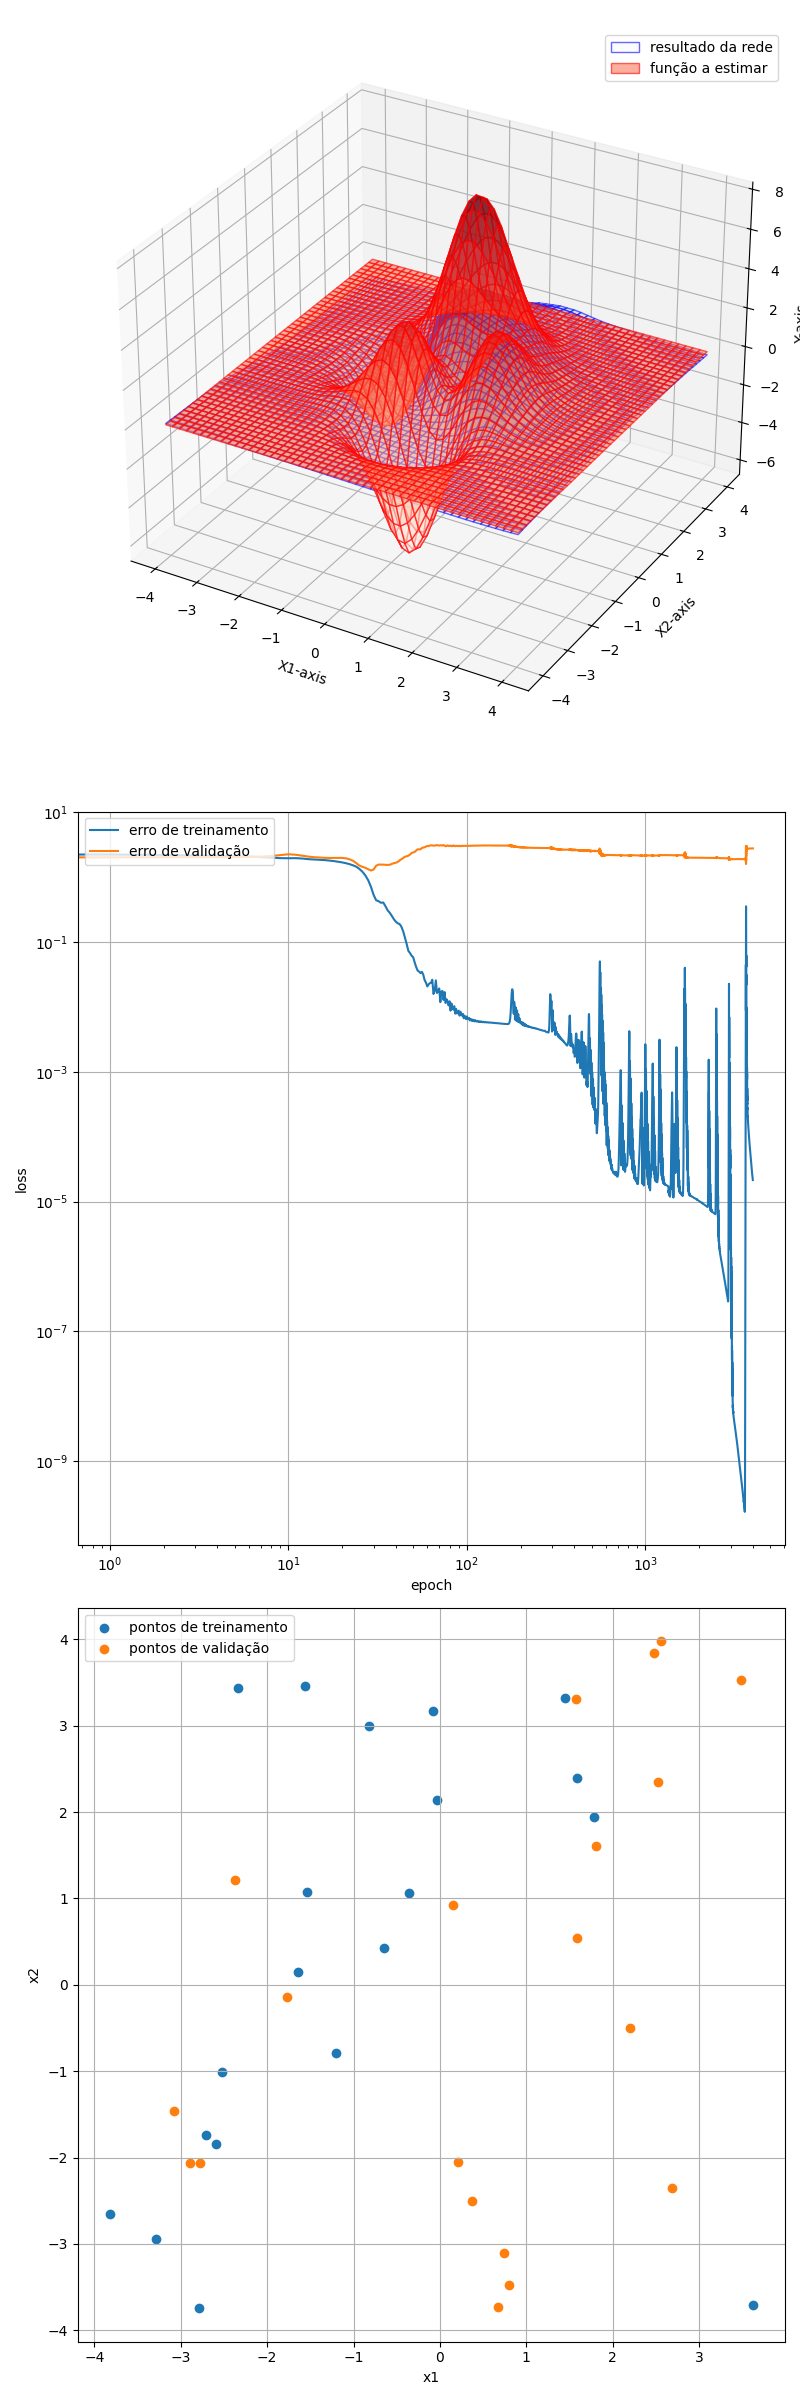 resultado da rede
função a estimar
8
6
4
2
0
−2
−4
−6
−4
−3
−2
−1
0
1
2
3
4
X1-axis
−4
−3
−2
−1
0
1
2
3
4
X2-axis
erro de treinamento
erro de validação
10^1
10^−1
10^−3
10^−5
10^−7
10^−9
loss
10^0 10^1 10^2 10^3
epoch
pontos de treinamento
pontos de validação
4
3
2
1
0
−1
−2
−3
−4
x2
−4 −3 −2 −1 0 1 2 3
x1